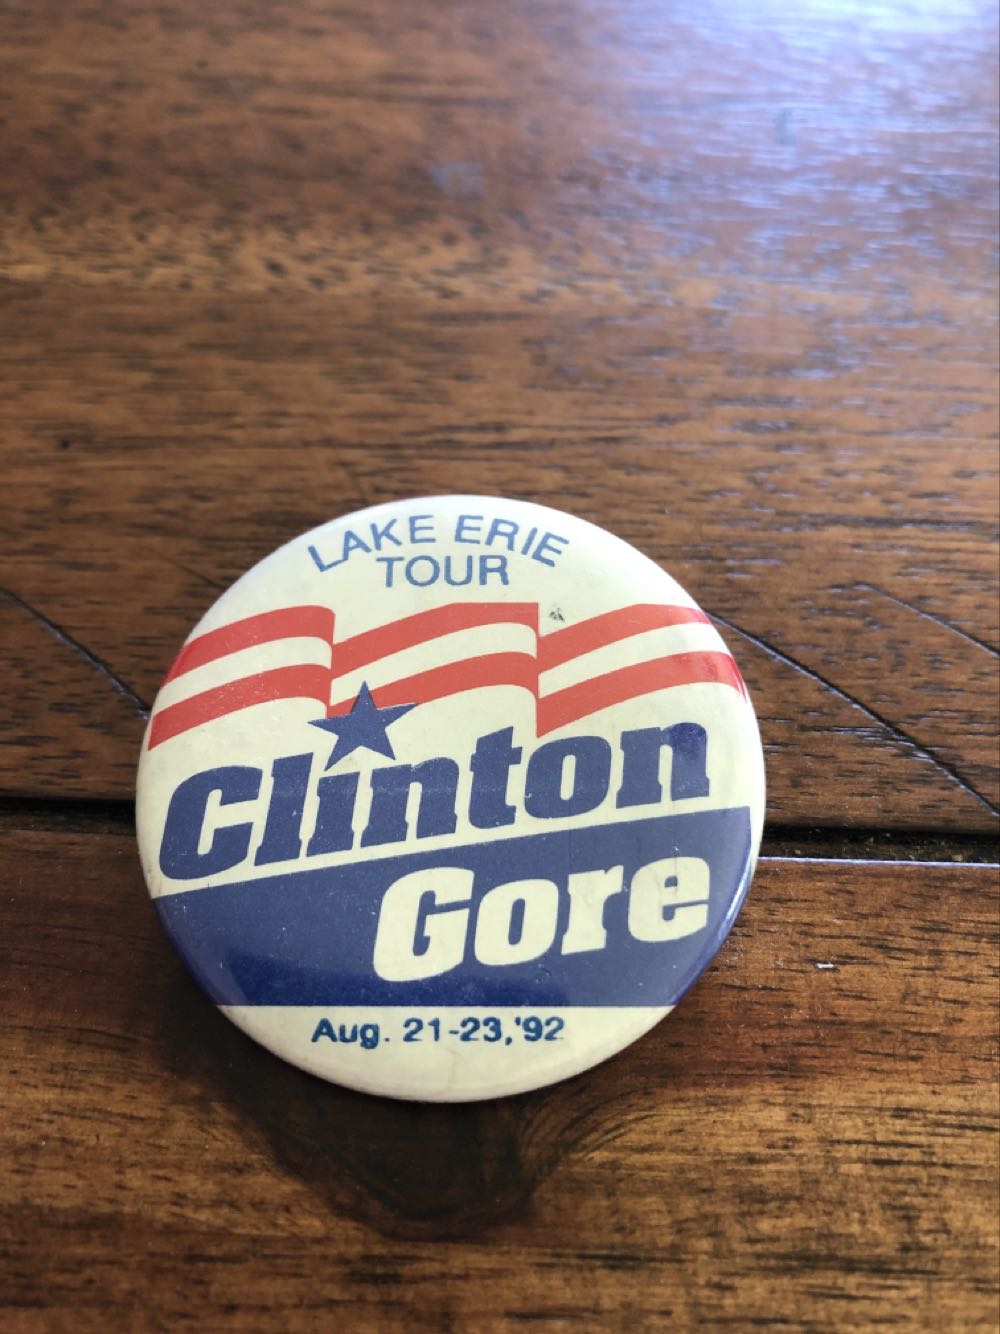 LAKE ERIE
TOUR
Clinton
Gore
Aug. 21-23,'92